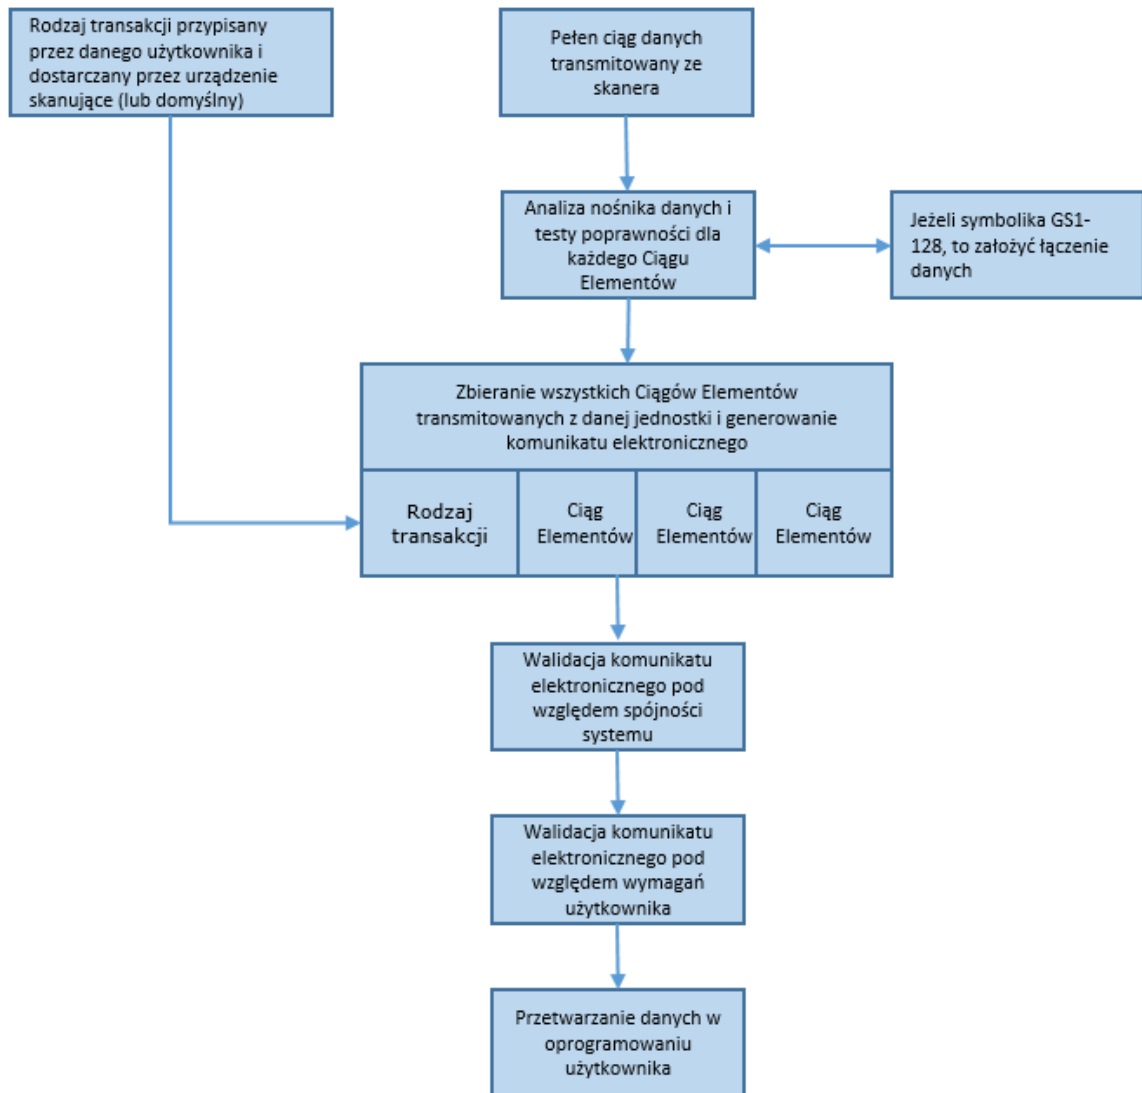 Rodzaj transakcji przypisany
przez danego użytkownika i
dostarczany przez urządzenie
skanujące (lub domyślny)
Pełen ciąg danych
transmitowany ze
skanera
Analiza nośnika danych i
testy poprawności dla
każdego Ciągu
Elementów
Jeżeli symbolika GS1-
128, to założyć łączenie
danych
Zbieranie wszystkich Ciągów Elementów
transmitowanych z danej jednostki i generowanie
komunikatu elektronicznego
Rodzaj
transakcji
Ciąg
Elementów
Ciąg
Elementów
Ciąg
Elementów
Walidacja komunikatu
elektronicznego pod
względem spójności
systemu
Walidacja komunikatu
elektronicznego pod
względem wymagań
użytkownika
Przetwarzanie danych w
oprogramowaniu
użytkownika